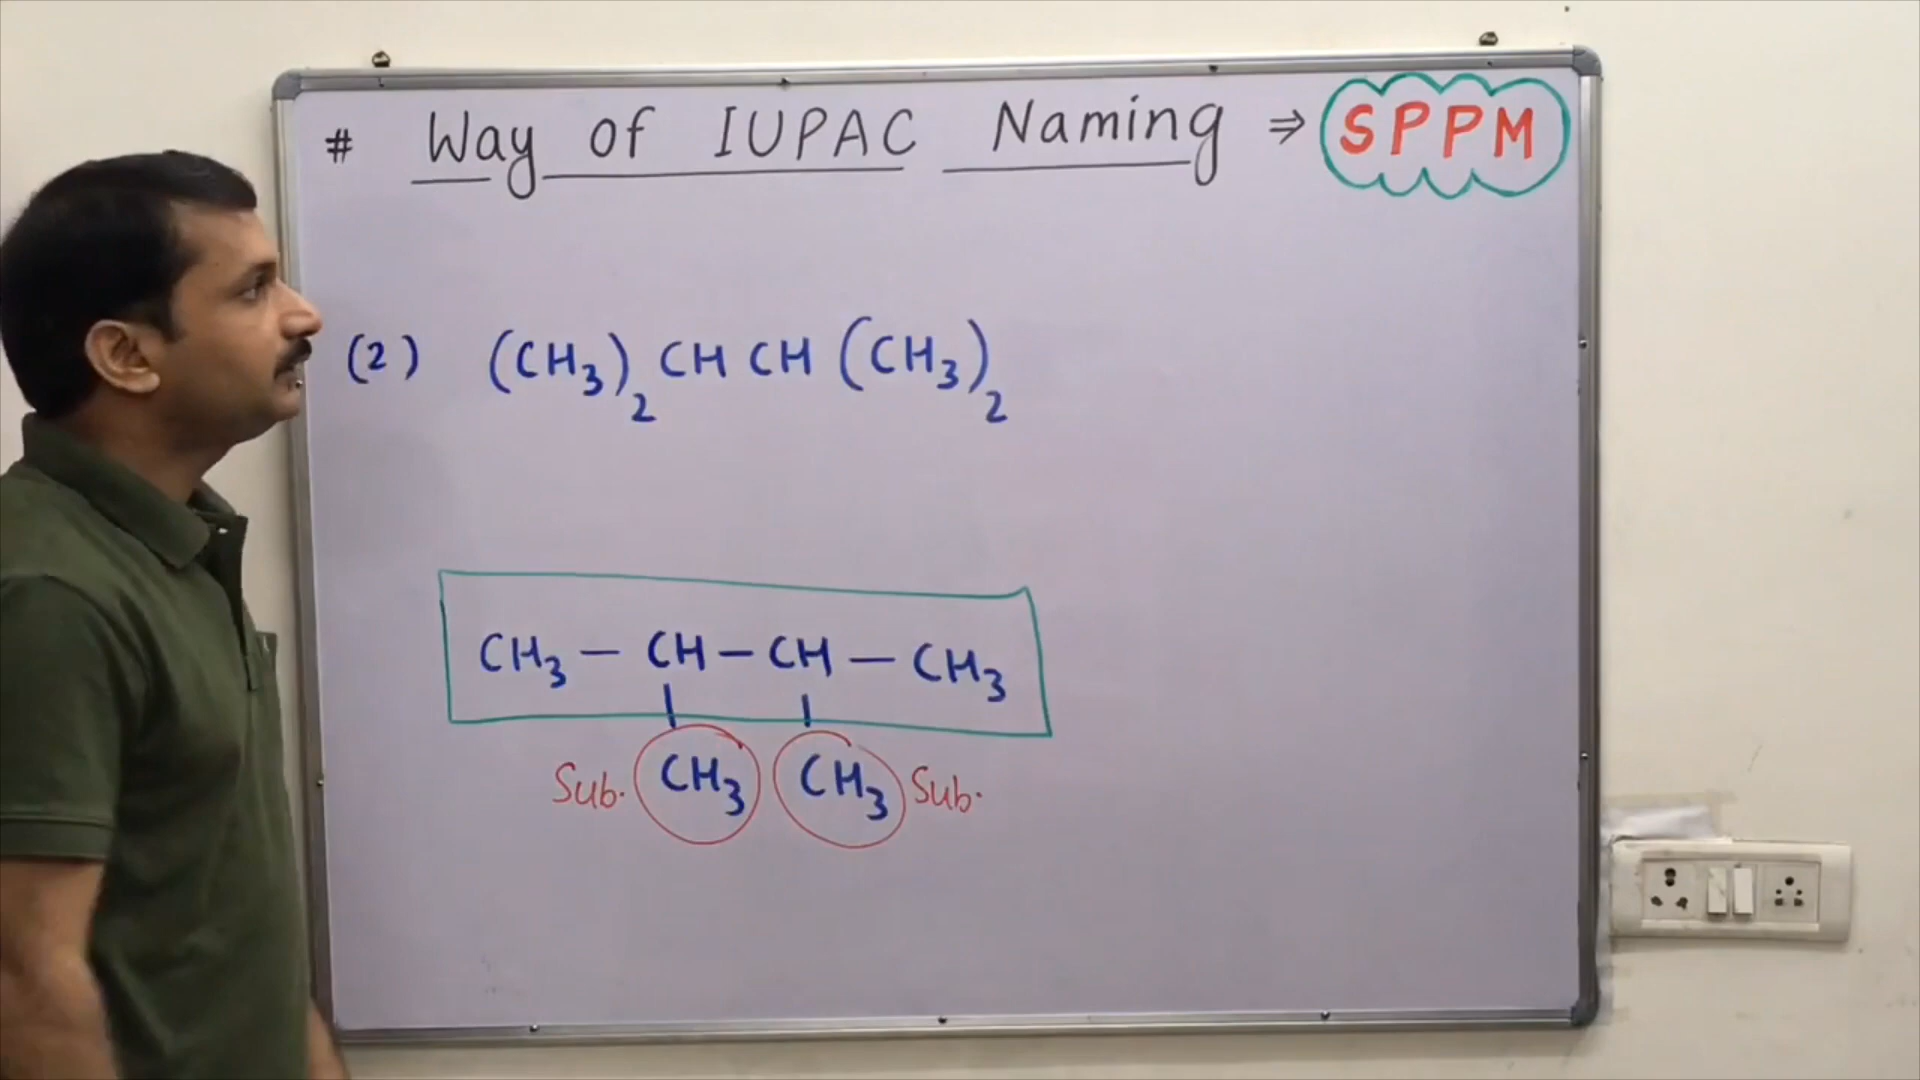 # Way of IUPAC Naming ⇒ SPPM
(2) (CH₃)₂ CH CH (CH₃)₂
CH₃ — CH — CH — CH₃
| |
Sub. CH₃ CH₃ Sub.